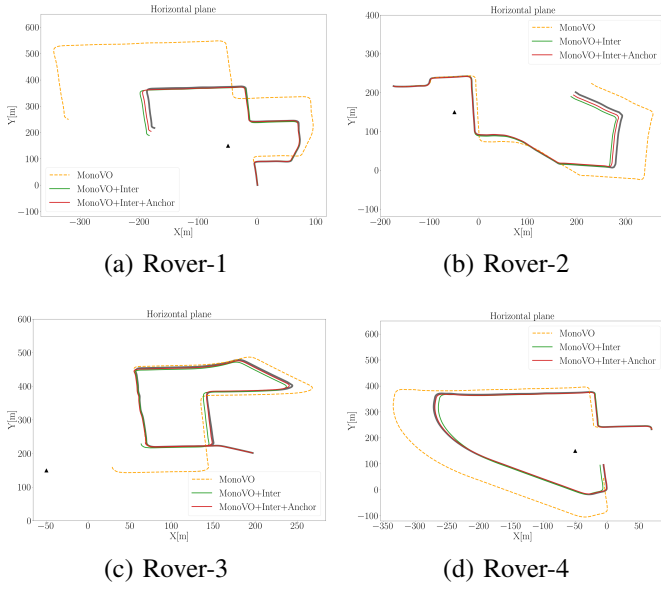 Horizontal plane
600
500
400
300
200
100
0
−100
Y[m]
MonoVO
MonoVO+Inter
MonoVO+Inter+Anchor
−300
−200
−100
0
100
X[m]
(a) Rover-1
Horizontal plane
400
300
200
100
0
−100
Y[m]
MonoVO
MonoVO+Inter
MonoVO+Inter+Anchor
−200
−100
0
100
200
300
X[m]
(b) Rover-2
Horizontal plane
600
500
400
300
200
100
0
Y[m]
MonoVO
MonoVO+Inter
MonoVO+Inter+Anchor
−50
0
50
100
150
200
250
X[m]
(c) Rover-3
Horizontal plane
600
500
400
300
200
100
0
−100
Y[m]
MonoVO
MonoVO+Inter
MonoVO+Inter+Anchor
−350
−300
−250
−200
−150
−100
−50
0
50
X[m]
(d) Rover-4